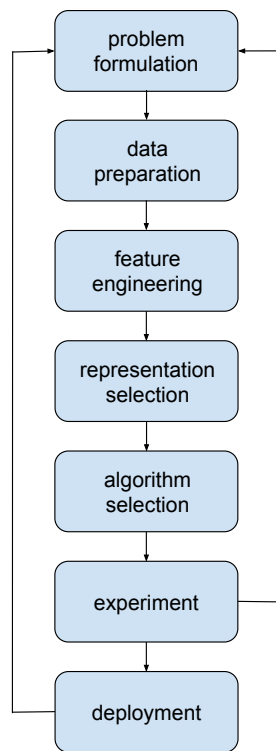 problem
formulation
data
preparation
feature
engineering
representation
selection
algorithm
selection
experiment
deployment